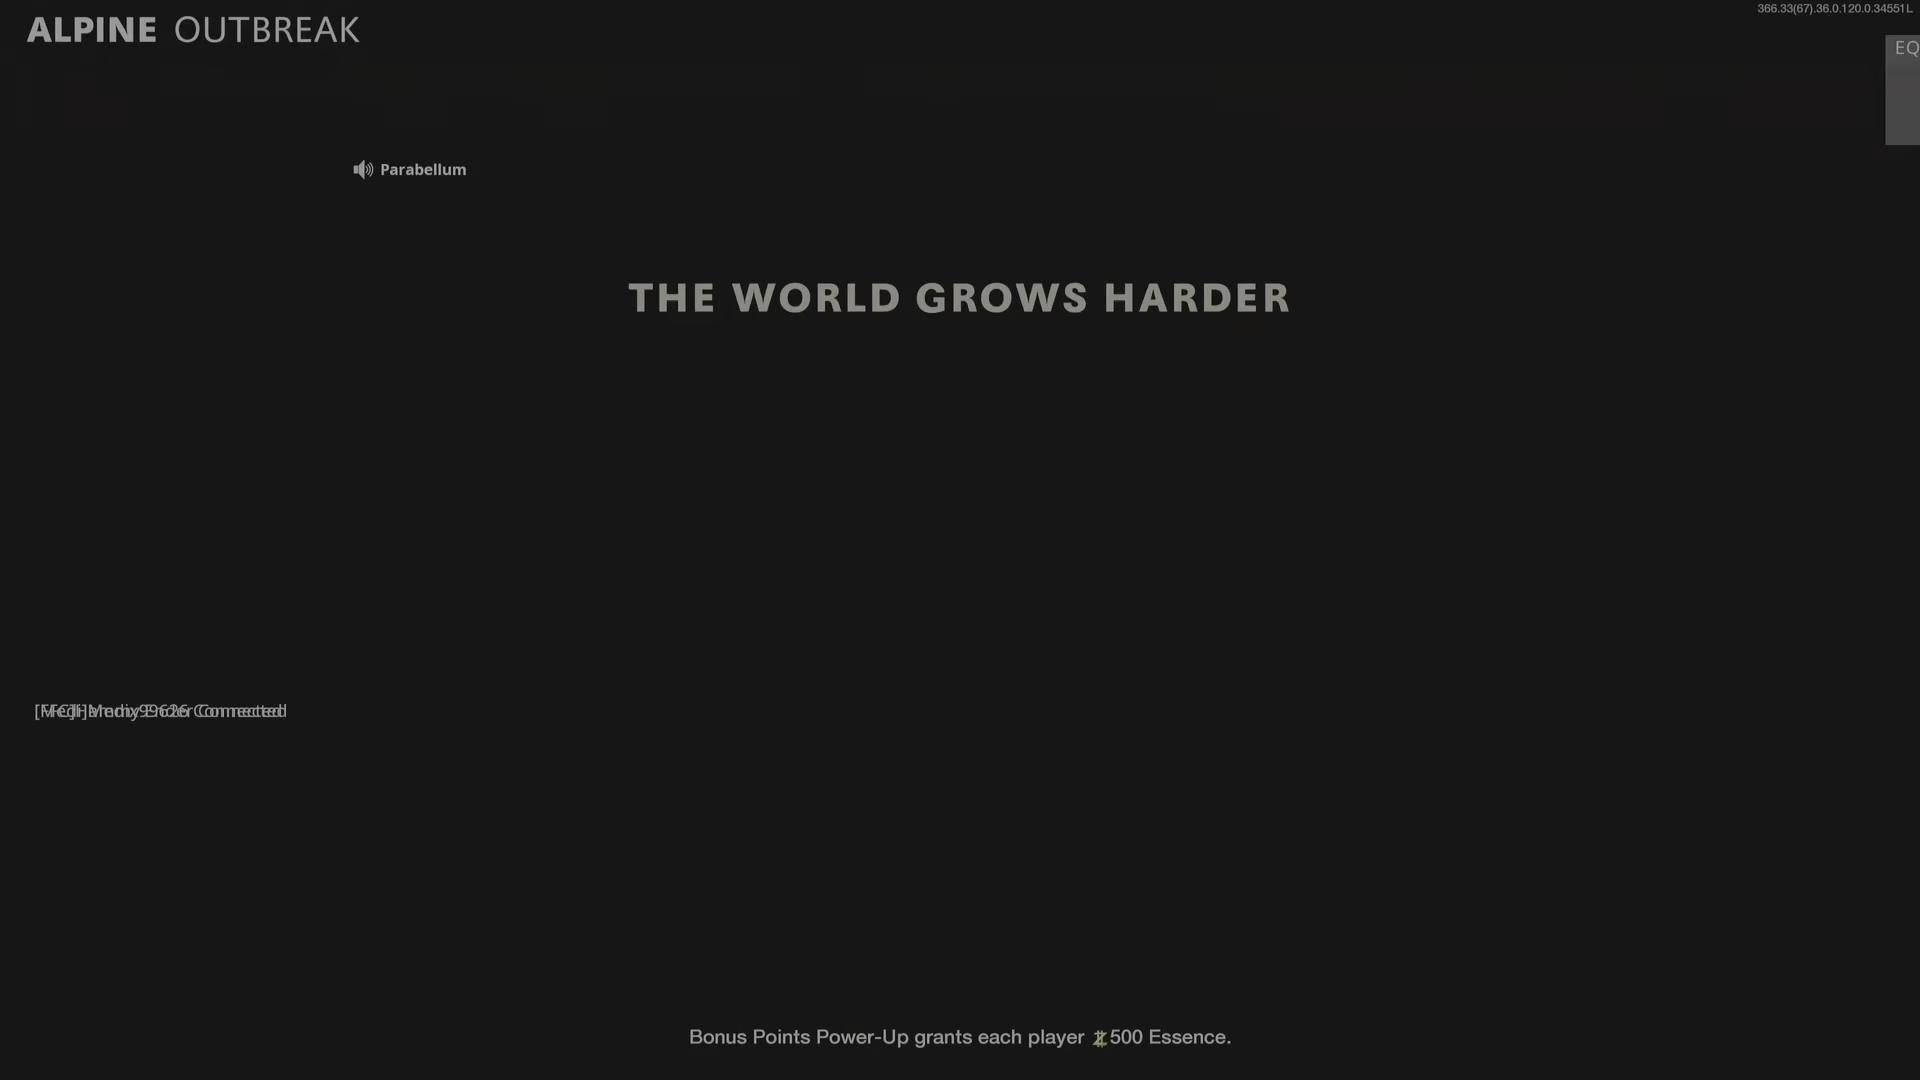 ALPINE OUTBREAK
366.33(67).36.0.120.0.34551L
EQ
Parabellum
THE WORLD GROWS HARDER
Connected
Bonus Points Power-Up grants each player 500 Essence.